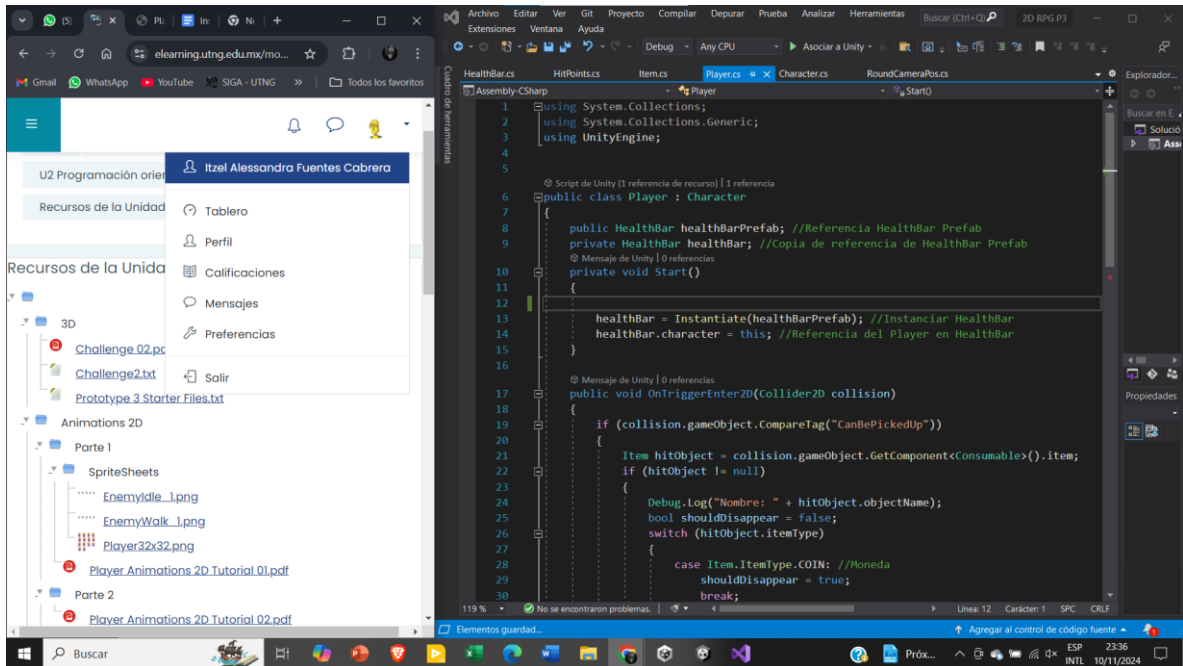 (5)
Pl
In:
Ni
elearning.utng.edu.mx/mo...
Gmail
WhatsApp
YouTube
SIGA - UTNG
»
Todos los favoritos
Itzel Alessandra Fuentes Cabrera
Tablero
Perfil
Calificaciones
Mensajes
Preferencias
Salir
U2 Programación orier
Recursos de la Unidad
Recursos de la Unida
3D
Challenge 02.pd
Challenge2.txt
Prototype 3 Starter Files.txt
Animations 2D
Parte 1
SpriteSheets
EnemyIdle_1.png
EnemyWalk_1.png
Player32x32.png
Player Animations 2D Tutorial 01.pdf
Parte 2
Player Animations 2D Tutorial 02.pdf
Archivo Editar Ver Git Proyecto Compilar Depurar Prueba Analizar Herramientas
Extensiones Ventana Ayuda
Buscar (Ctrl+Q)
2D RPG P3
Debug Any CPU Asociar a Unity
Cuadro de herramientas
HealthBar.cs HitPoints.cs Item.cs Player.cs Character.cs RoundCameraPos.cs
Assembly-CSharp Player Start()
1 using System.Collections;
2 using System.Collections.Generic;
3 using UnityEngine;
4
5
Script de Unity (1 referencia de recurso) | 1 referencia
6 public class Player : Character
7 {
8 public HealthBar healthBarPrefab; //Referencia HealthBar Prefab
9 private HealthBar healthBar; //Copia de referencia de HealthBar Prefab
Mensaje de Unity | 0 referencias
10 private void Start()
11 {
12
13 healthBar = Instantiate(healthBarPrefab); //Instanciar HealthBar
14 healthBar.character = this; //Referencia del Player en HealthBar
15 }
16
Mensaje de Unity | 0 referencias
17 public void OnTriggerEnter2D(Collider2D collision)
18 {
19 if (collision.gameObject.CompareTag("CanBePickedUp"))
20 {
21 Item hitObject = collision.gameObject.GetComponent<Consumable>().item;
22 if (hitObject != null)
23 {
24 Debug.Log("Nombre: " + hitObject.objectName);
25 bool shouldDisappear = false;
26 switch (hitObject.itemType)
27 {
28 case Item.ItemType.COIN: //Moneda
29 shouldDisappear = true;
30 break;
119 % No se encontraron problemas. Línea: 12 Carácter: 1 SPC CRLF
Elementos guardad... Agregar al control de código fuente
Explorador...
Buscar en E
Solució
Ass
Propiedades
Buscar
Próx...
ESP
INTL
23:36
10/11/2024